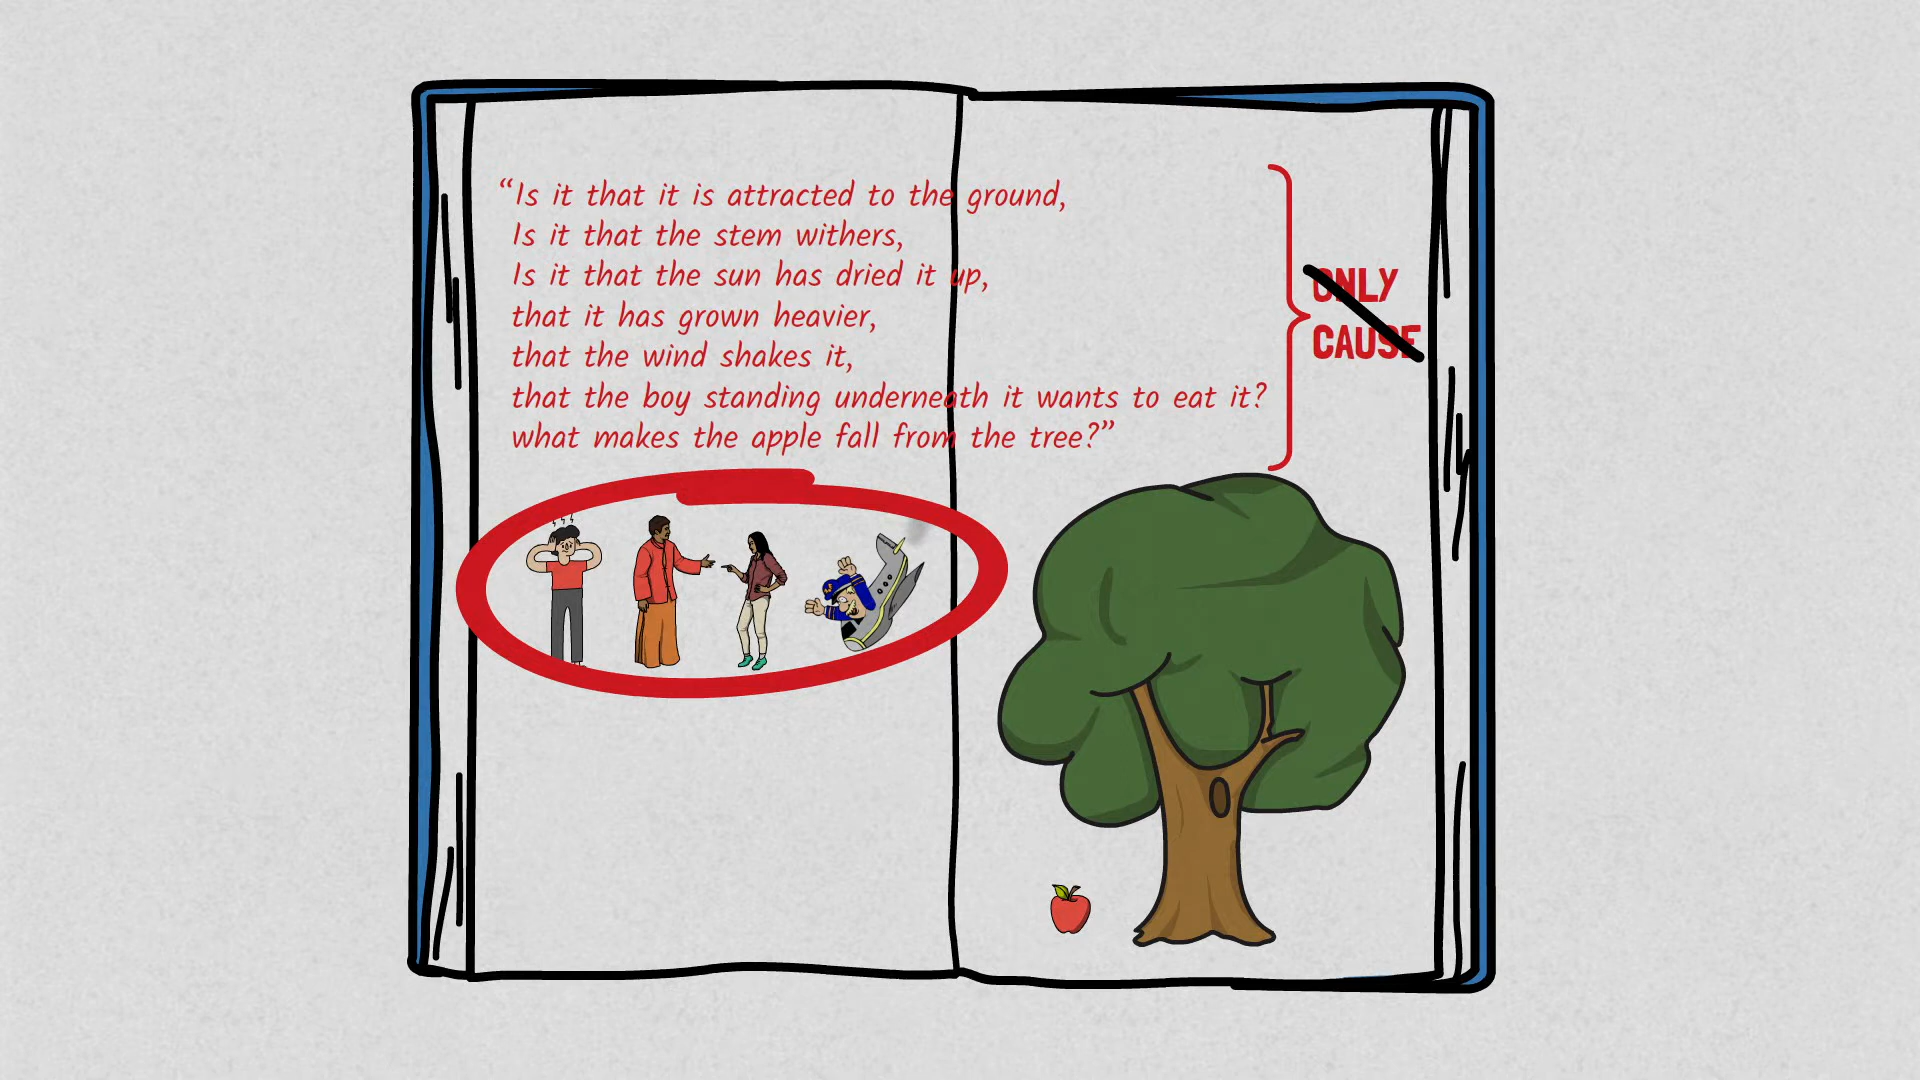 “Is it that it is attracted to the ground,
Is it that the stem withers,
Is it that the sun has dried it up,
that it has grown heavier,
that the wind shakes it,
that the boy standing underneath it wants to eat it?
what makes the apple fall from the tree?”
ONLY
CAUSE